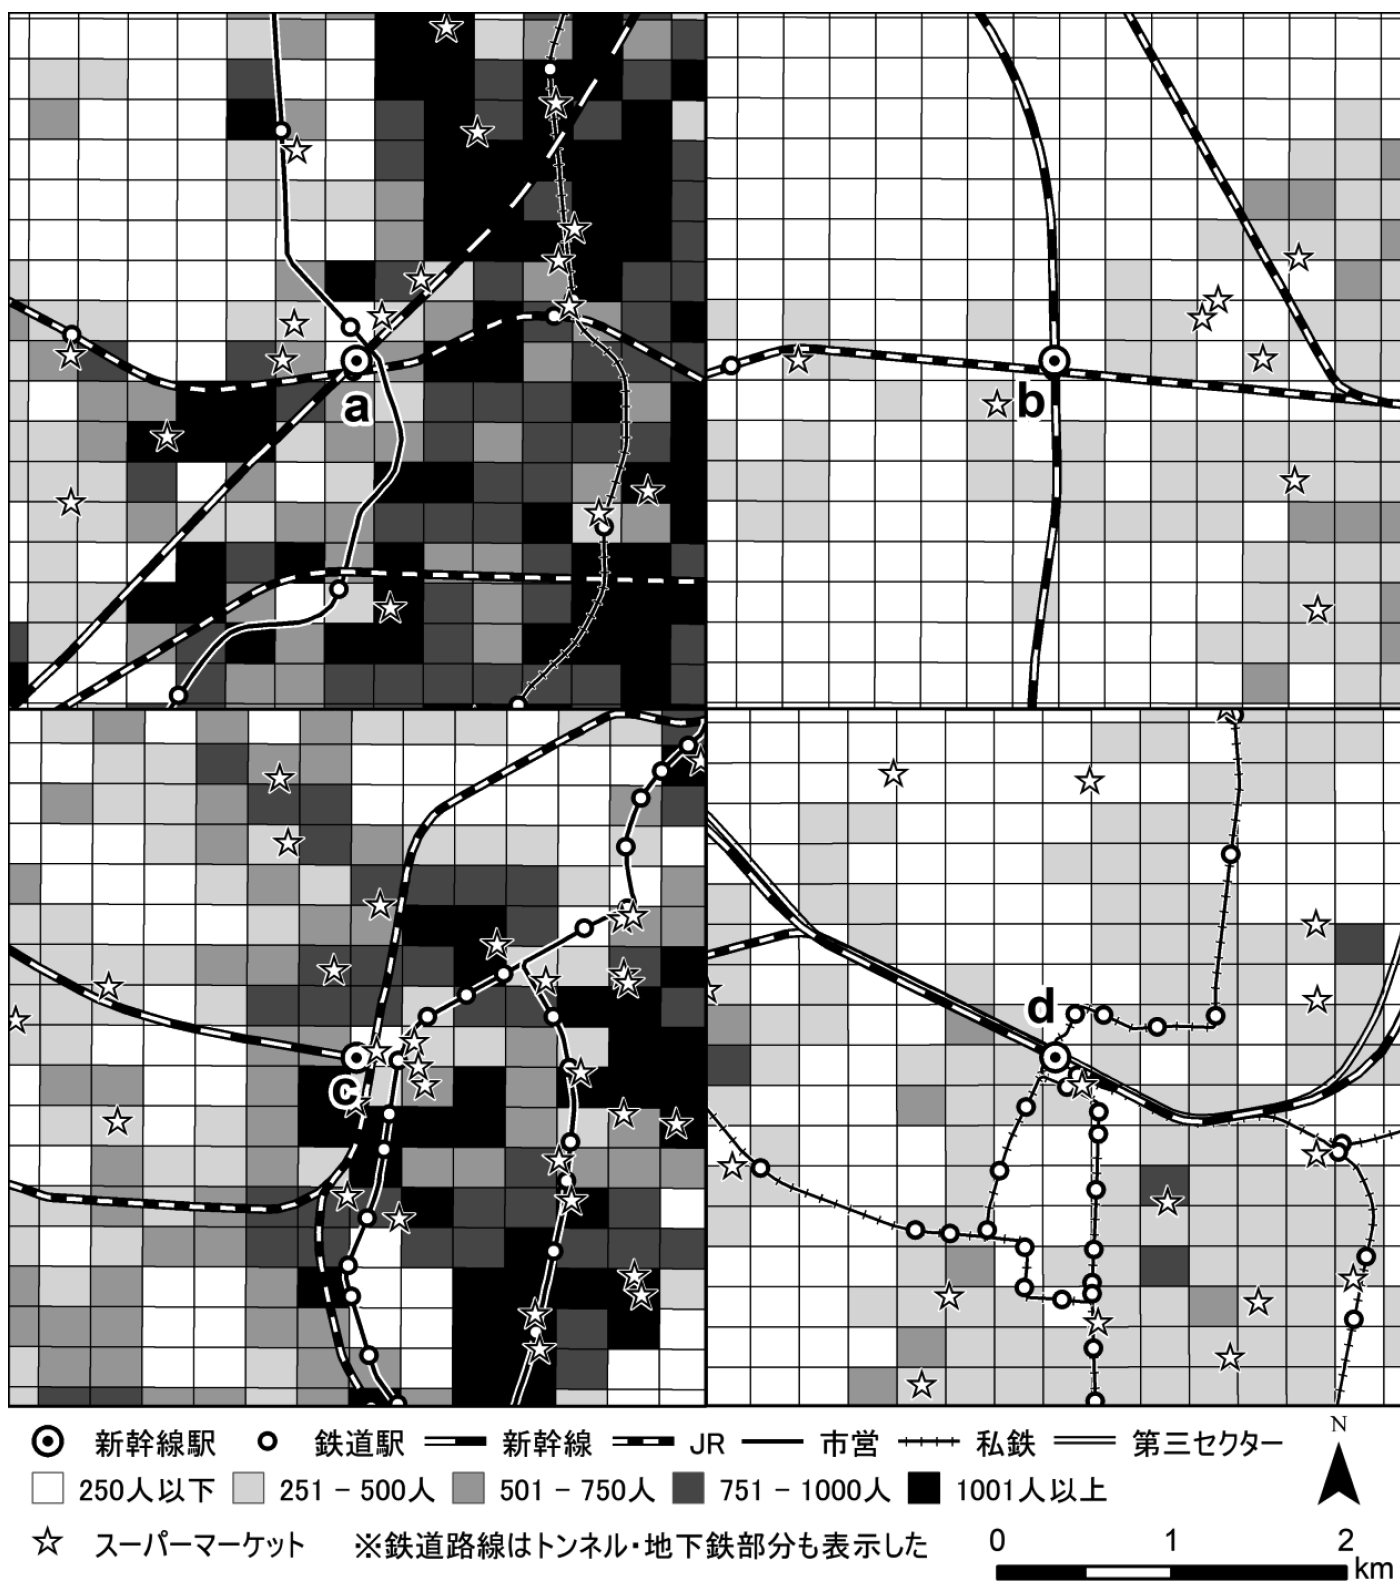 a
b
c
d
N
新幹線駅 鉄道駅 新幹線 JR 市営 私鉄 第三セクター
250人以下 251 - 500人 501 - 750人 751 - 1000人 1001人以上
スーパーマーケット ※鉄道路線はトンネル・地下鉄部分も表示した
0 1 2
km